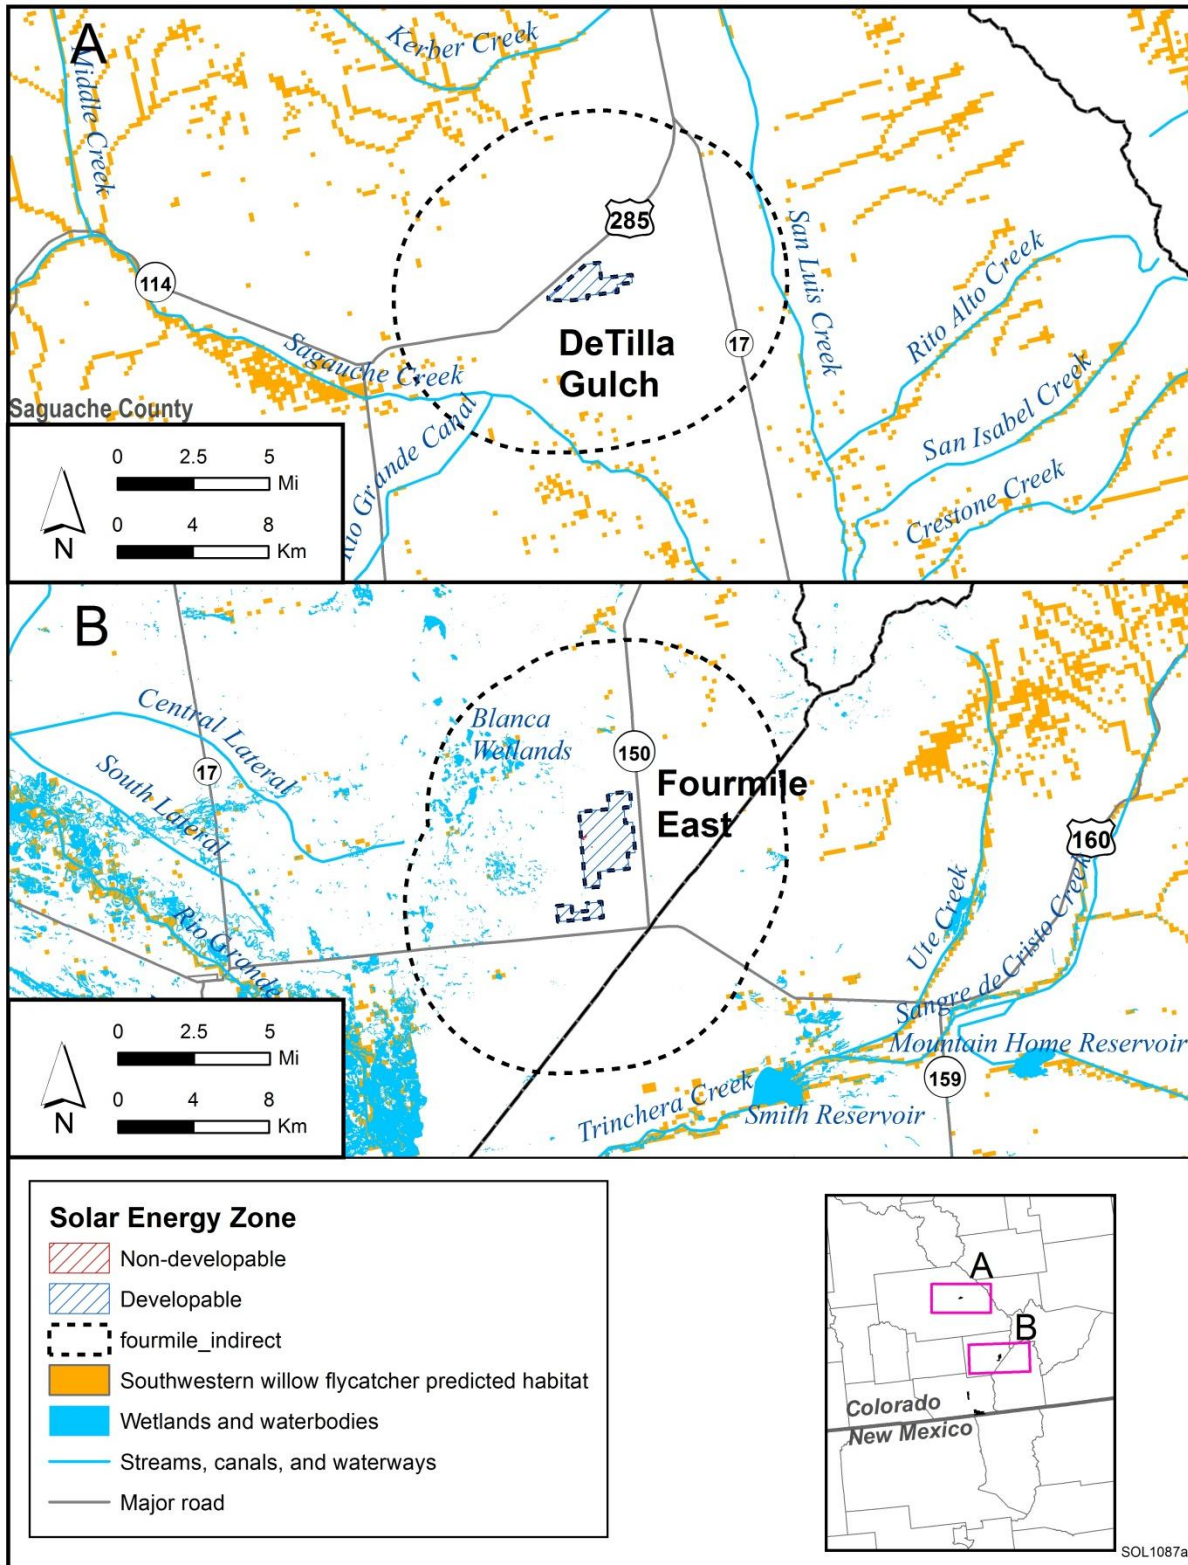 A
Kerber Creek
Middle Creek
285
San Luis Creek
114
Rito Alto Creek
DeTilla
Gulch
17
Sagauche Creek
San Isabel Creek
Saguache County
Rio Grande Canal
Crestone Creek
0 2.5 5
Mi
0 4 8
Km
N
B
Central Lateral
Blanca
Wetlands
150
17
South Lateral
Fourmile
East
160
Ute Creek
Rio Grande
Sangre de Cristo Creek
Mountain Home Reservoir
159
Trinchera Creek
Smith Reservoir
0 2.5 5
Mi
0 4 8
Km
N
Solar Energy Zone
Non-developable
Developable
fourmile_indirect
Southwestern willow flycatcher predicted habitat
Wetlands and waterbodies
Streams, canals, and waterways
Major road
A
B
Colorado
New Mexico
SOL1087a